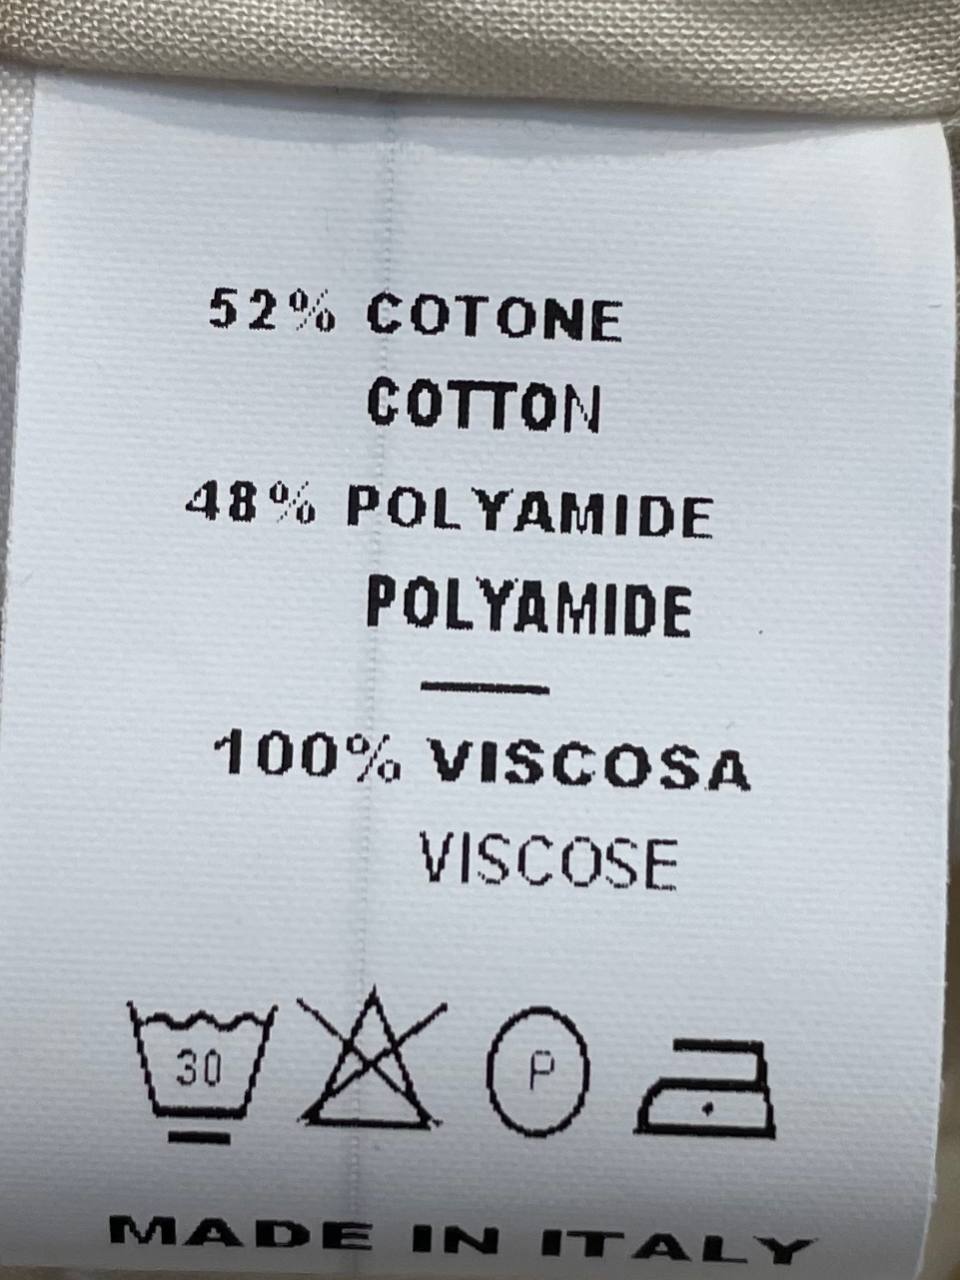 52% COTONE
COTTON
48% POLYAMIDE
POLYAMIDE
100% VISCOSA
VISCOSE
30 P
MADE IN ITALY